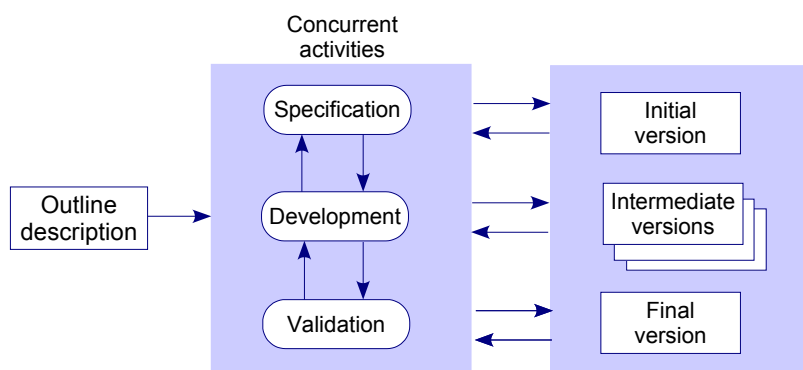 Concurrent
activities
Specification
Initial
version
Outline
description
Development
Intermediate
versions
Validation
Final
version